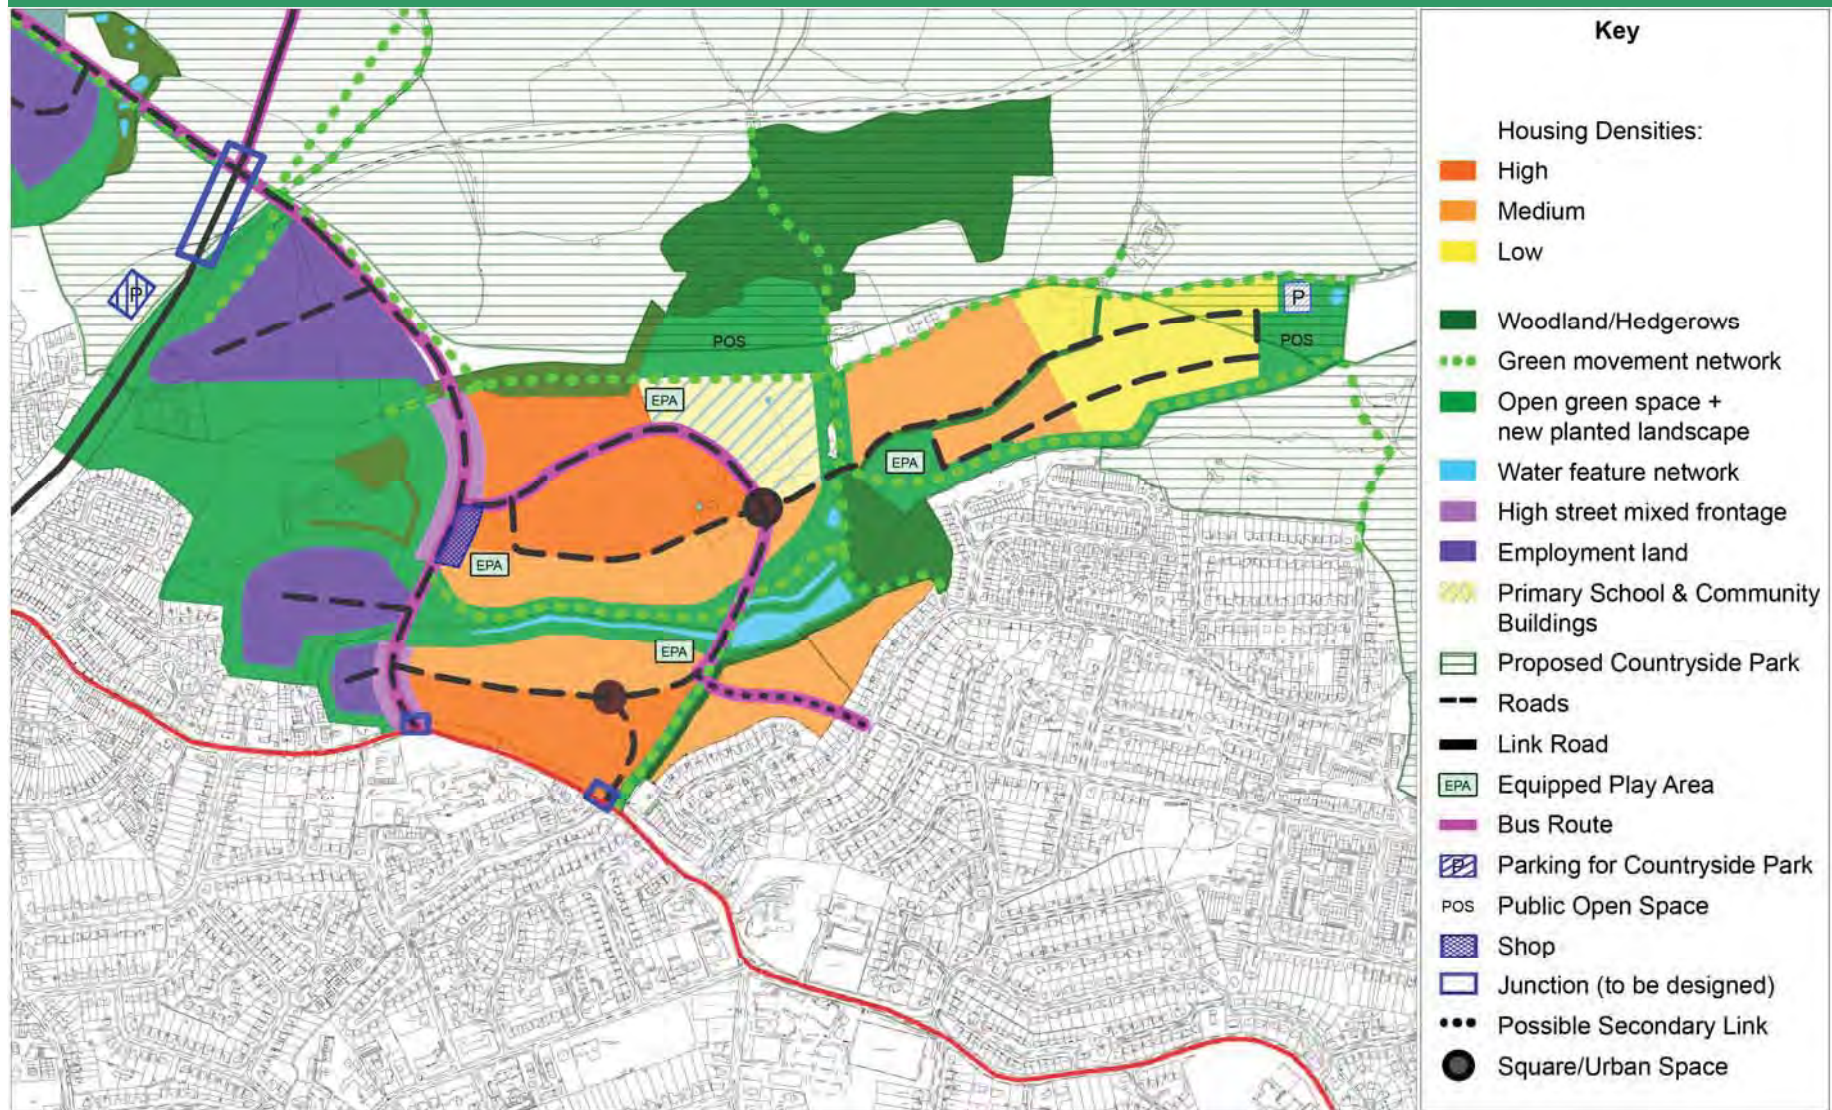 P
POS
P
POS
EPA
EPA
EPA
EPA
Key
Housing Densities:
High
Medium
Low
Woodland/Hedgerows
Green movement network
Open green space +
new planted landscape
Water feature network
High street mixed frontage
Employment land
Primary School & Community
Buildings
Proposed Countryside Park
Roads
Link Road
EPA Equipped Play Area
Bus Route
P Parking for Countryside Park
POS Public Open Space
Shop
Junction (to be designed)
Possible Secondary Link
Square/Urban Space